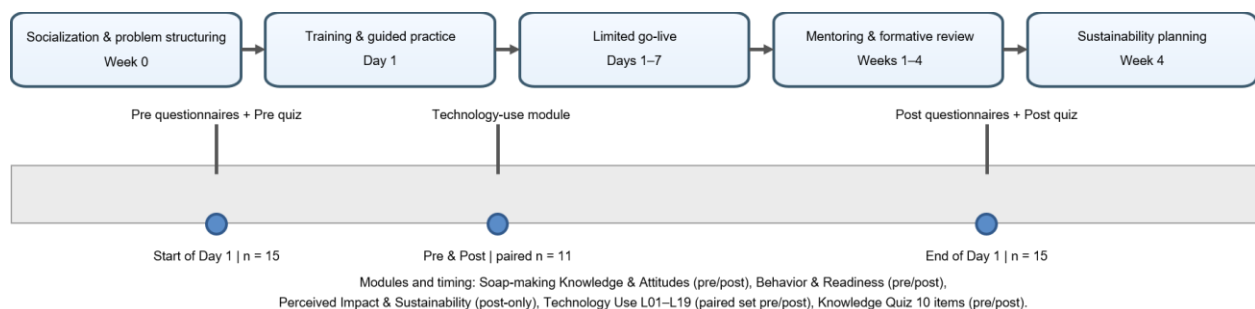 Socialization & problem structuring
Week 0
Training & guided practice
Day 1
Limited go-live
Days 1–7
Mentoring & formative review
Weeks 1–4
Sustainability planning
Week 4
Pre questionnaires + Pre quiz
Technology-use module
Post questionnaires + Post quiz
Start of Day 1 | n = 15
Pre & Post | paired n = 11
End of Day 1 | n = 15
Modules and timing: Soap-making Knowledge & Attitudes (pre/post), Behavior & Readiness (pre/post),
Perceived Impact & Sustainability (post-only), Technology Use L01–L19 (paired set pre/post), Knowledge Quiz 10 items (pre/post).